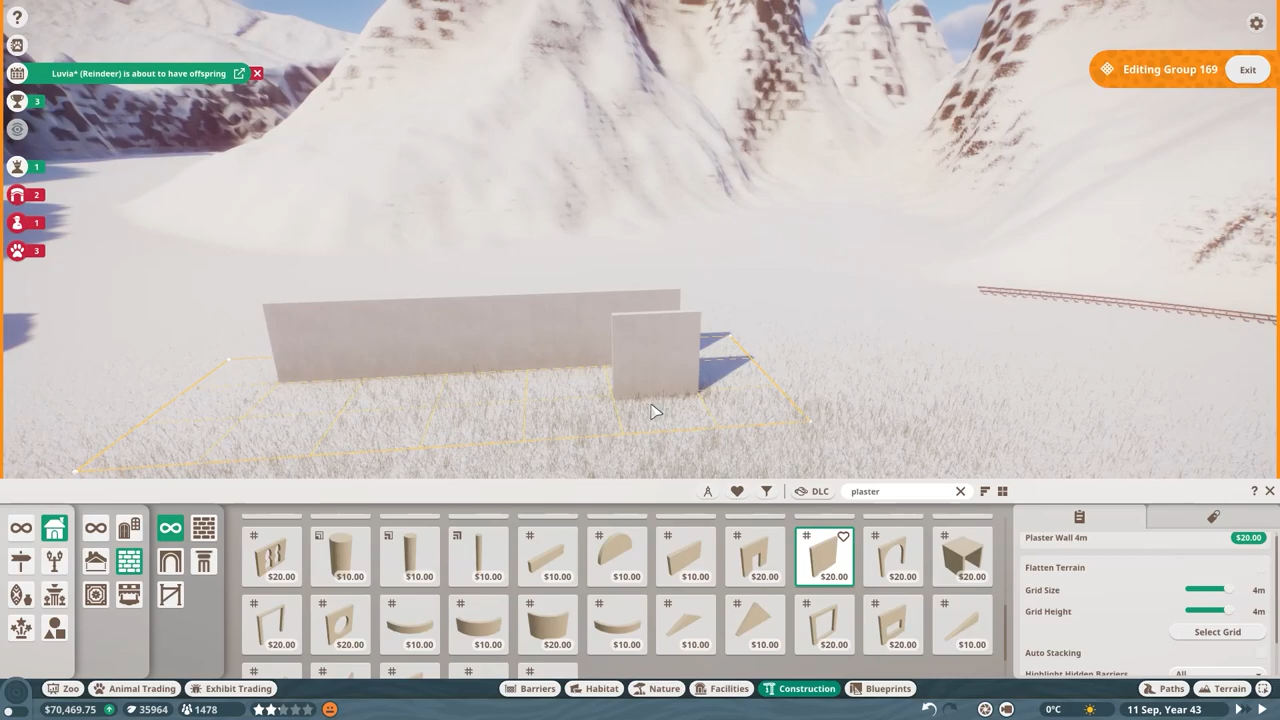 ?
Luvia* (Reindeer) is about to have offspring
3
1
2
1
3
Editing Group 169
Exit
DLC
plaster
?
$20.00
$10.00
$10.00
$10.00
$10.00
$10.00
$10.00
$20.00
$20.00
$20.00
$20.00
$20.00
$20.00
$10.00
$10.00
$20.00
$10.00
$10.00
$10.00
$20.00
$20.00
$10.00
Plaster Wall 4m
$20.00
Flatten Terrain
Grid Size
4m
Grid Height
4m
Select Grid
Auto Stacking
Highlight Hidden Barriers
All
Zoo
Animal Trading
Exhibit Trading
Barriers
Habitat
Nature
Facilities
Construction
Blueprints
Paths
Terrain
$70,469.75
35964
1478
0°C
11 Sep, Year 43